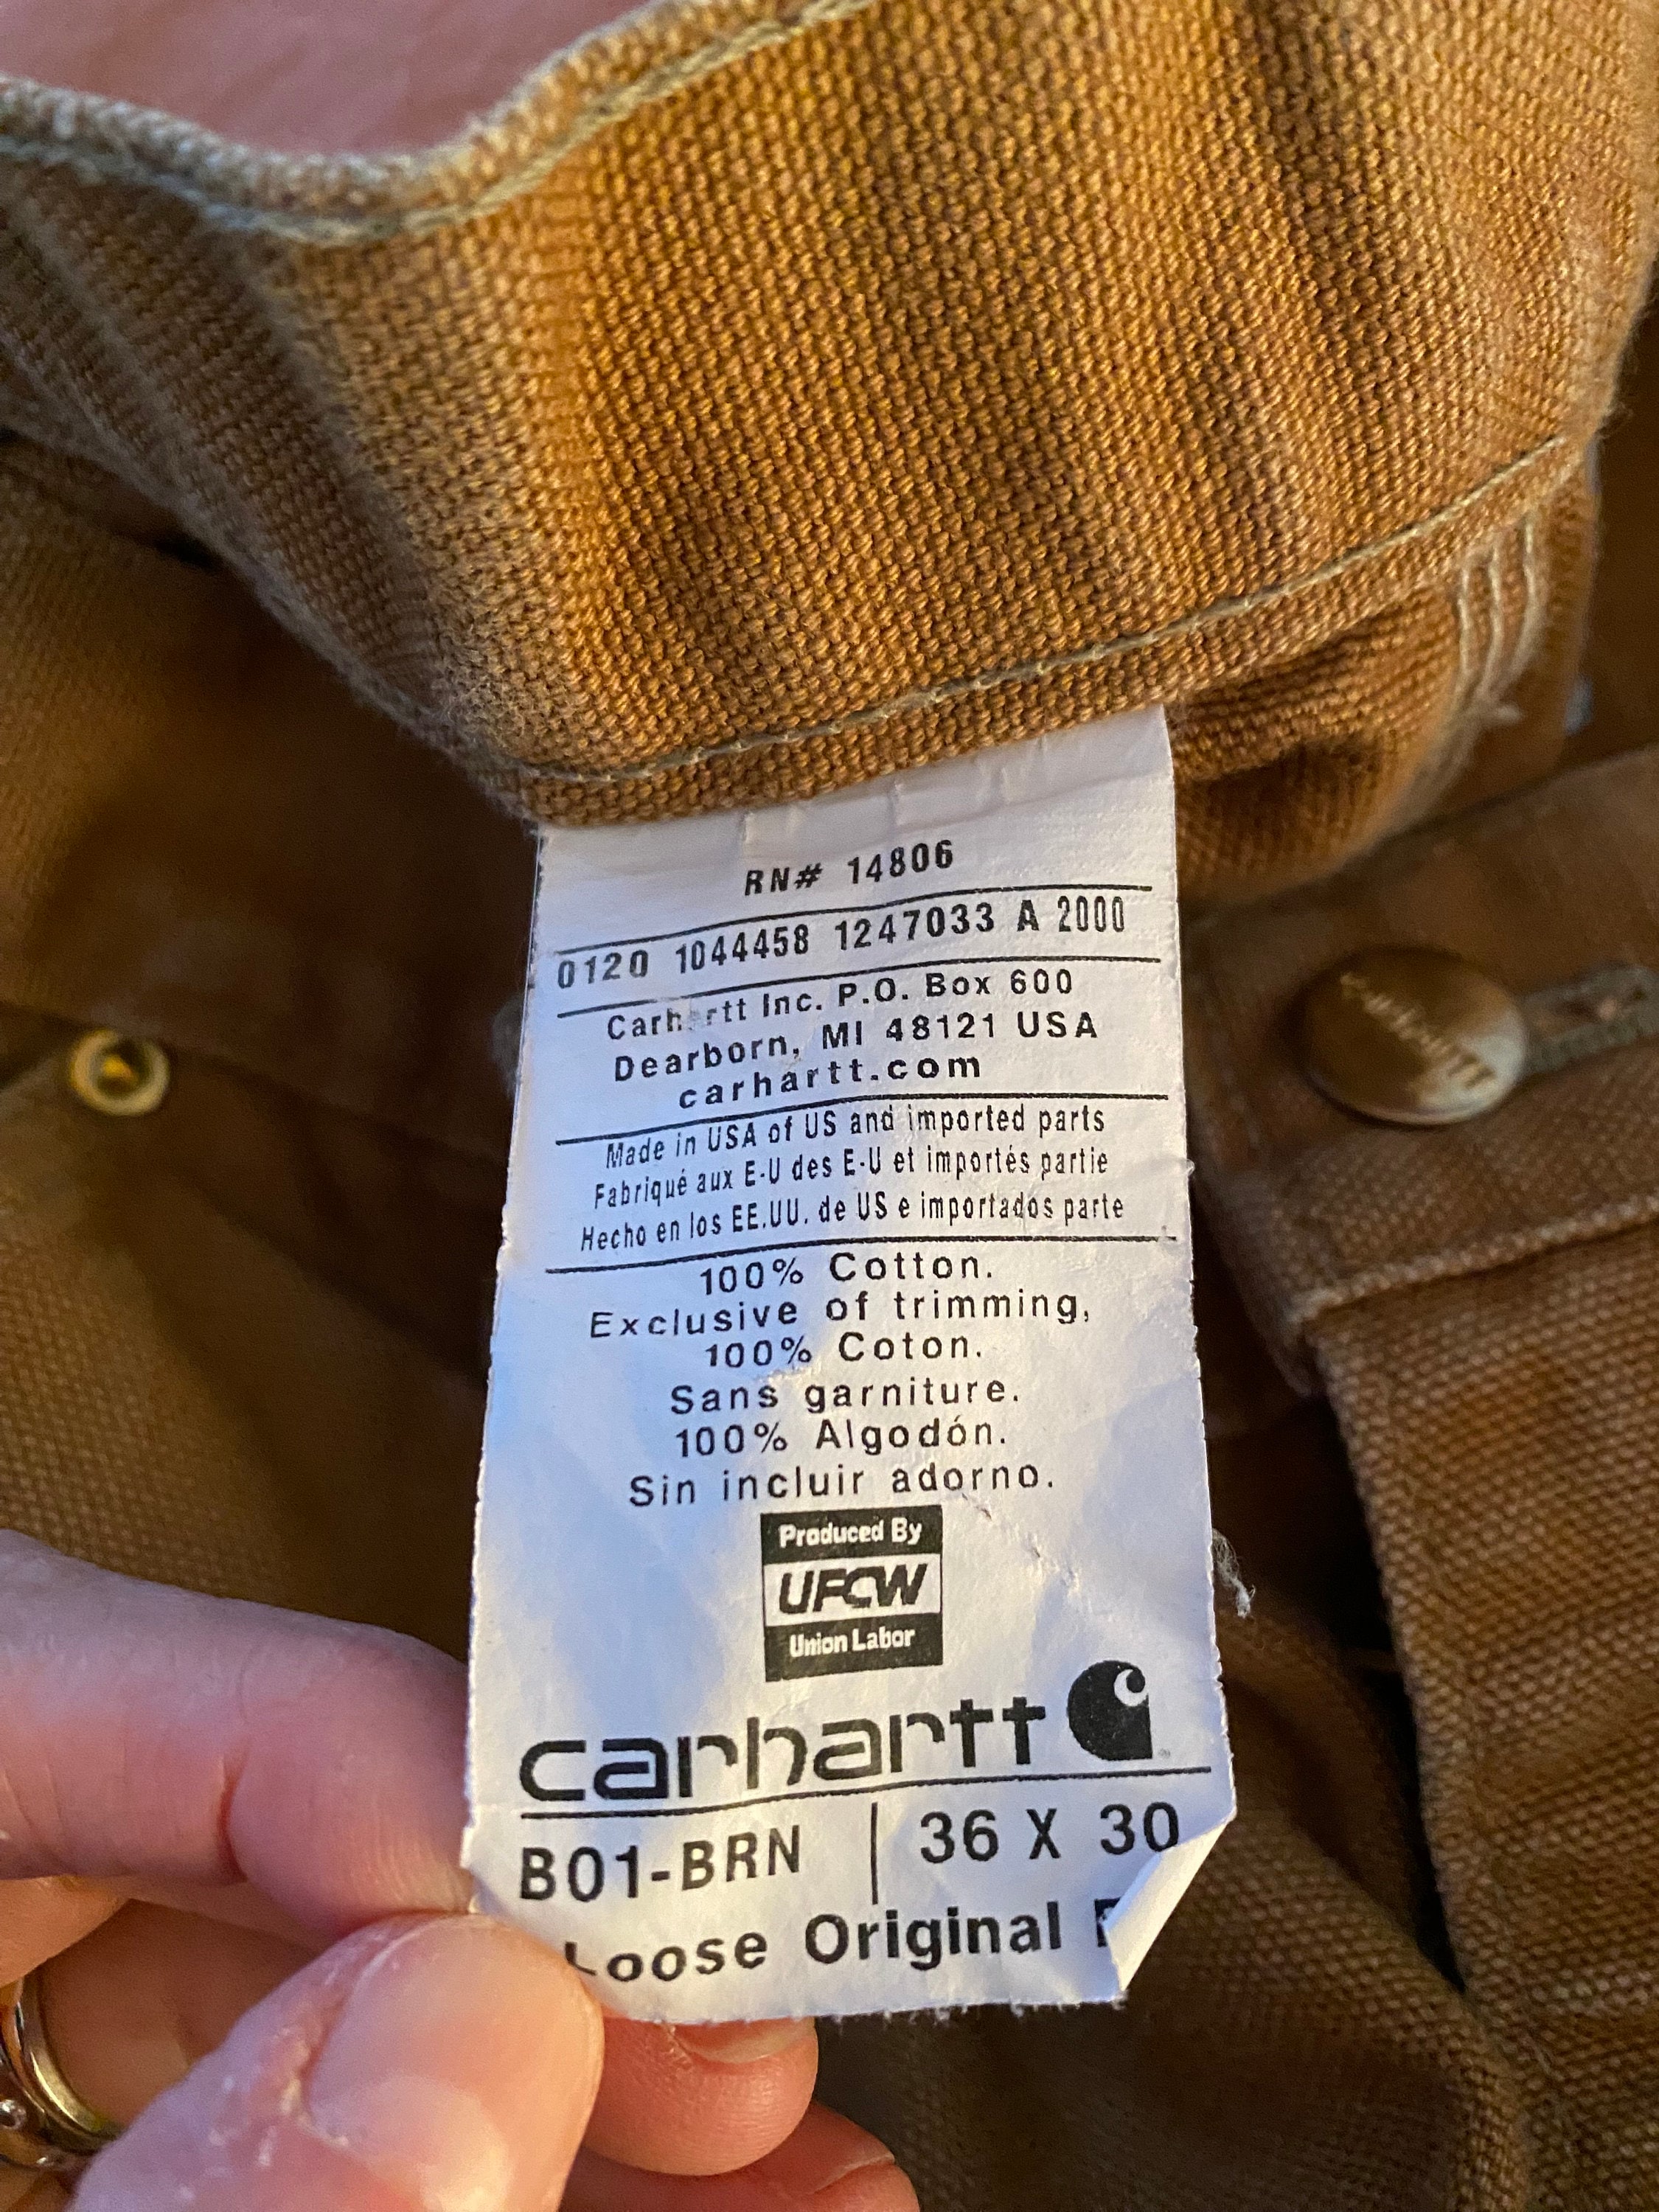 RN# 14806
0120 1044458 1247033 A 2000
Carhartt Inc. P.O. Box 600
Dearborn, MI 48121 USA
carhartt.com
Made in USA of US and imported parts
Fabriqué aux E-U des E-U et importés partie
Hecho en los EE.UU. de US e importados parte
100% Cotton.
Exclusive of trimming,
100% Coton.
Sans garniture.
100% Algodón.
Sin incluir adorno.
Produced By
UFCW
Union Labor
carhartt
B01-BRN | 36 X 30
Loose Original